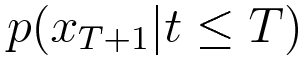 p(x_{T+1}|t ≤ T)